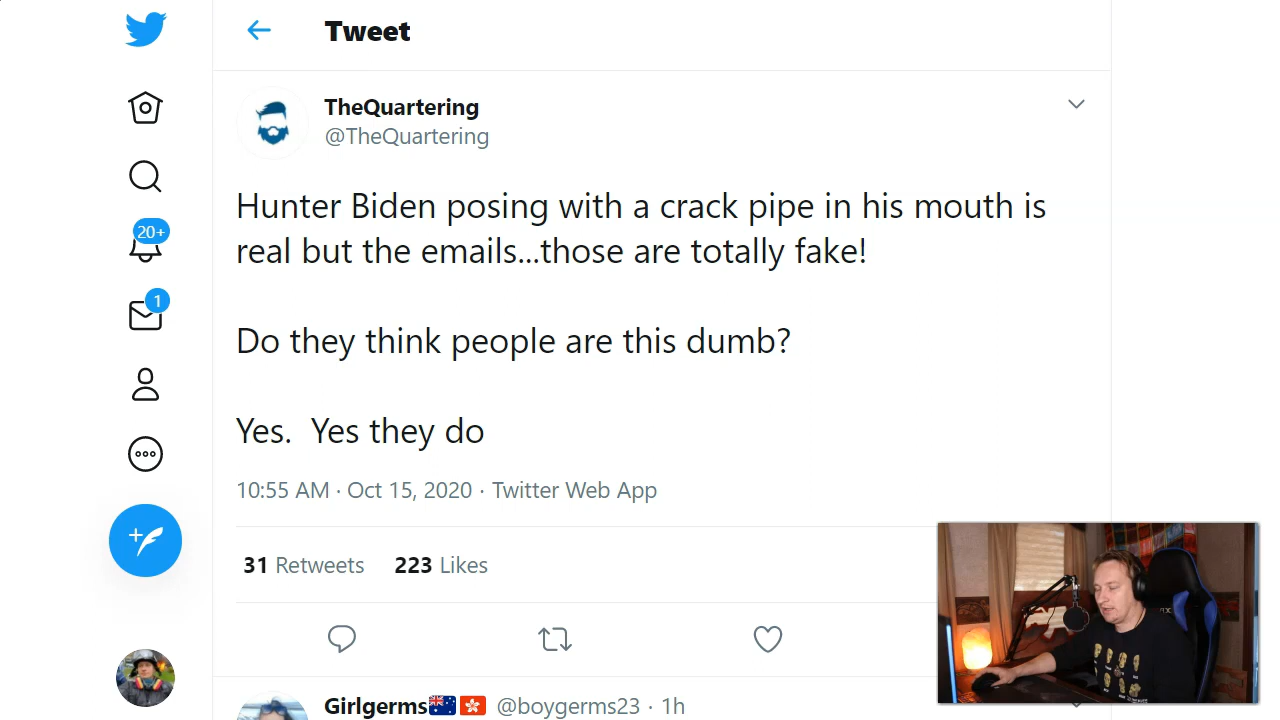 Tweet
TheQuartering
@TheQuartering
Hunter Biden posing with a crack pipe in his mouth is
real but the emails...those are totally fake!
Do they think people are this dumb?
Yes.  Yes they do
10:55 AM · Oct 15, 2020 · Twitter Web App
31 Retweets 223 Likes
Girlgerms🇦🇺🇭🇰 @boygerms23 · 1h
20+
1